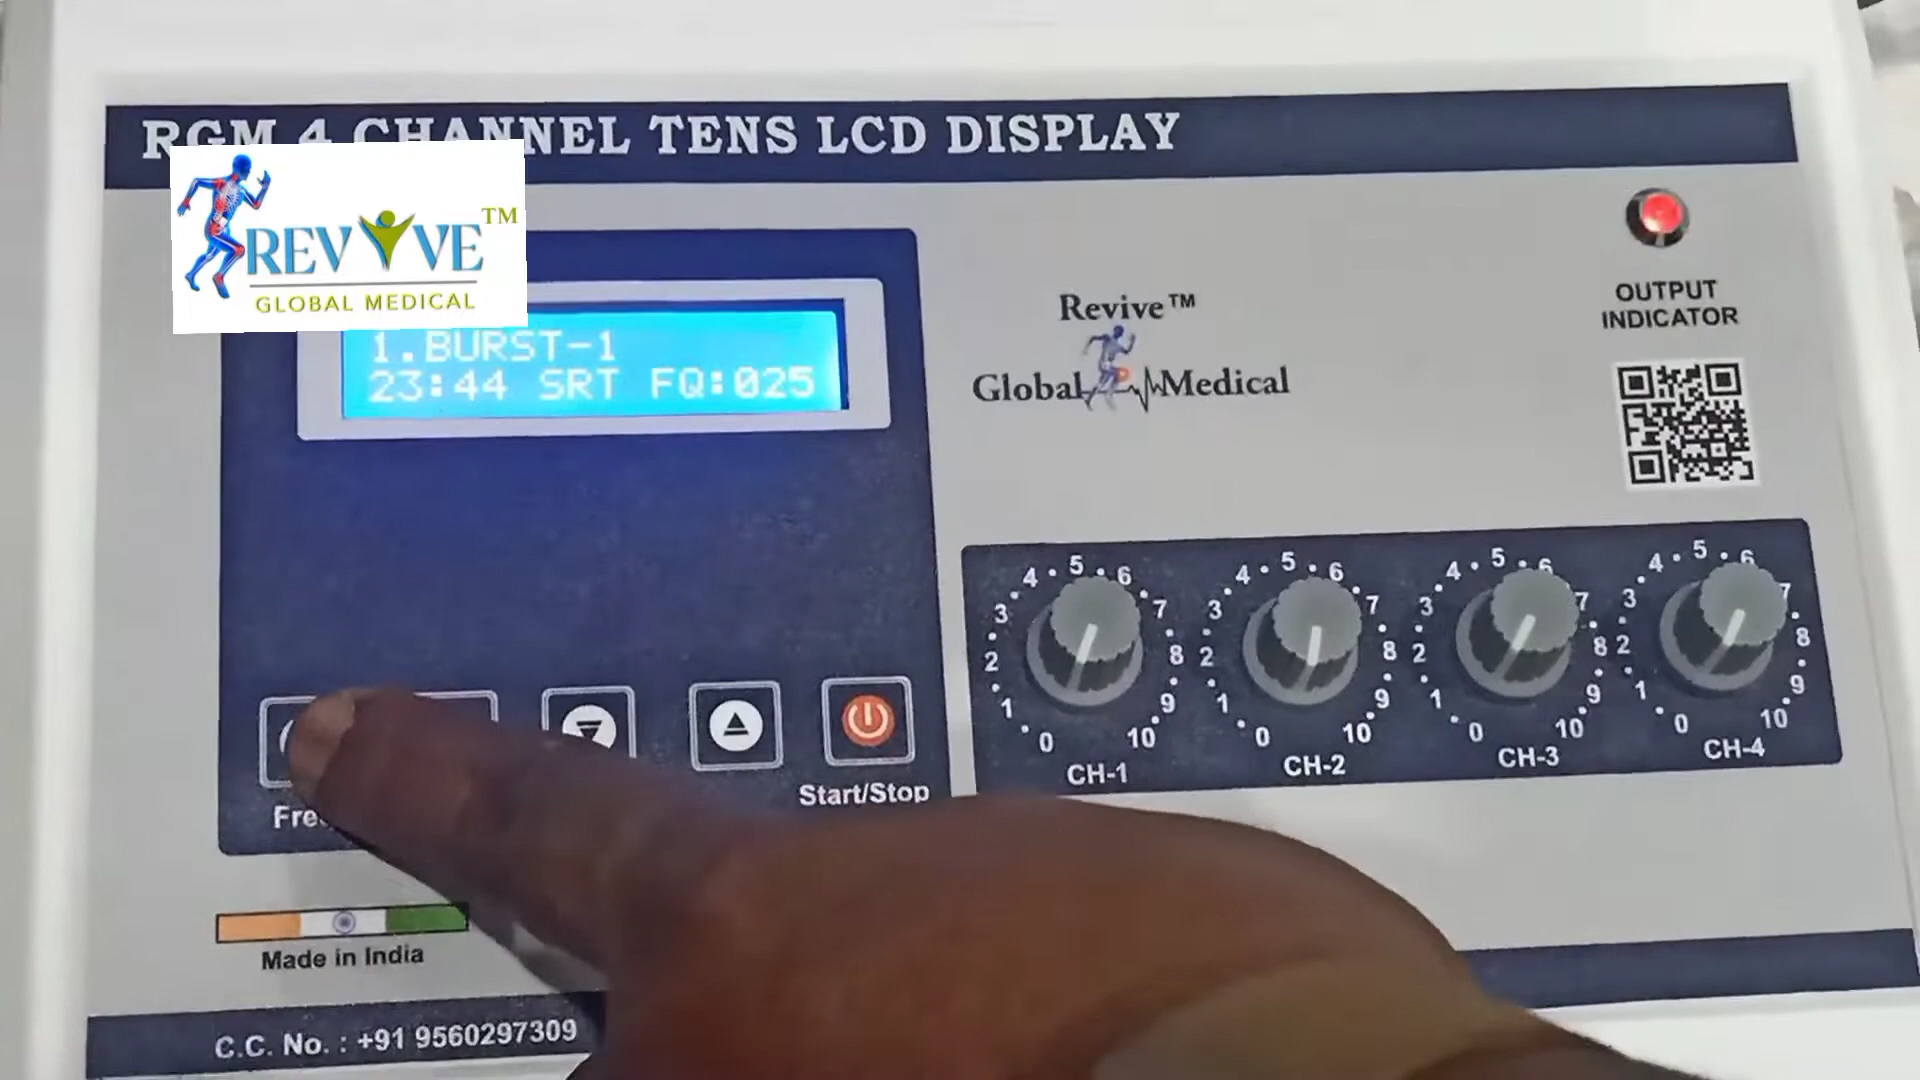 RGM 4 CHANNEL TENS LCD DISPLAY
REVIVE™
GLOBAL MEDICAL
1.BURST-1
23:44 SRT FQ:025
Revive™
Global Medical
OUTPUT
INDICATOR
4 5 6
3 7
2 8
1 9
0 10
CH-1
4 5 6
3 7
2 8
1 9
0 10
CH-2
4 5 6
3 7
2 8
1 9
0 10
CH-3
4 5 6
3 7
2 8
1 9
0 10
CH-4
Start/Stop
Made in India
C.C. No. : +91 9560297309